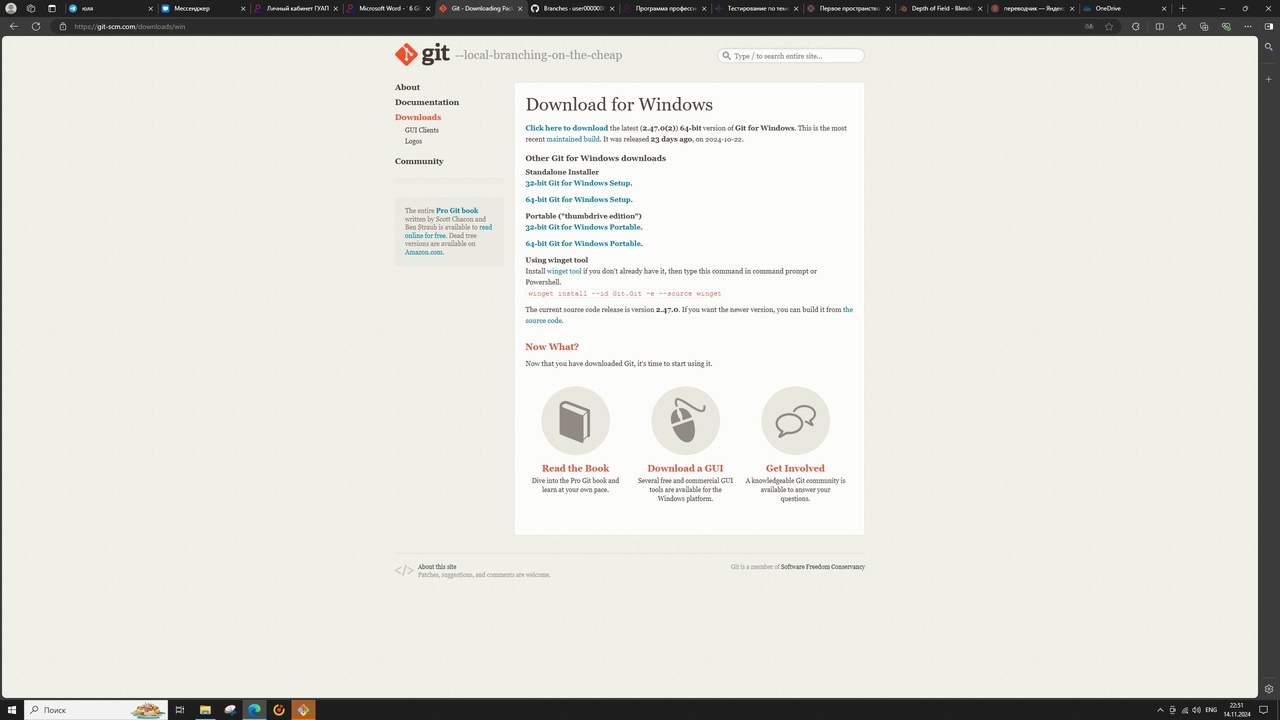 юля
Мессенджер
Личный кабинет ГУАП
Microsoft Word -
Git - Downloading Pac
Branches · user000000
Программа професси
Тестирование по тем
Первое пространство
Depth of Field - Blende
переводчик — Яндек
OneDrive
https://git-scm.com/downloads/win
git --local-branching-on-the-cheap
Type / to search entire site...
About
Documentation
Downloads
GUI Clients
Logos
Community
The entire Pro Git book
written by Scott Chacon and
Ben Straub is available to read
online for free. Dead tree
versions are available on
Amazon.com.
Download for Windows
Click here to download the latest (2.47.0(2)) 64-bit version of Git for Windows. This is the most
recent maintained build. It was released 23 days ago, on 2024-10-22.
Other Git for Windows downloads
Standalone Installer
32-bit Git for Windows Setup.
64-bit Git for Windows Setup.
Portable ("thumbdrive edition")
32-bit Git for Windows Portable.
64-bit Git for Windows Portable.
Using winget tool
Install winget tool if you don't already have it, then type this command in command prompt or
Powershell.
winget install --id Git.Git -e --source winget
The current source code release is version 2.47.0. If you want the newer version, you can build it from the
source code.
Now What?
Now that you have downloaded Git, it's time to start using it.
Read the Book
Dive into the Pro Git book and
learn at your own pace.
Download a GUI
Several free and commercial GUI
tools are available for the
Windows platform.
Get Involved
A knowledgeable Git community is
available to answer your
questions.
</>
About this site
Patches, suggestions, and comments are welcome.
Git is a member of Software Freedom Conservancy
Поиск
ENG
22:51
14.11.2024